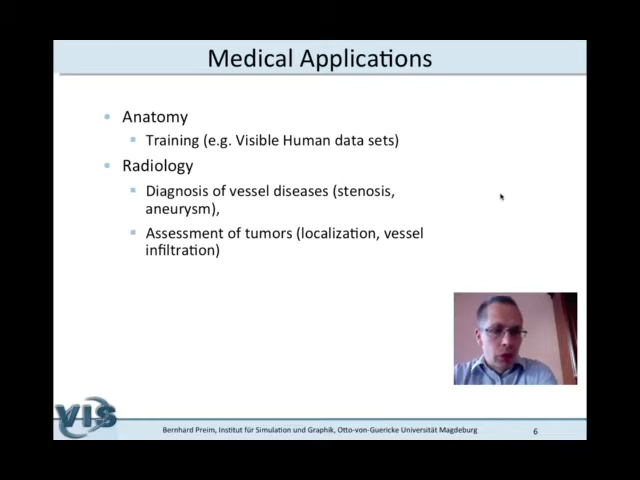 Medical Applications
Anatomy
Training (e.g. Visible Human data sets)
Radiology
Diagnosis of vessel diseases (stenosis,
aneurysm),
Assessment of tumors (localization, vessel
infiltration)
VIS
Bernhard Preim, Institut für Simulation und Graphik, Otto-von-Guericke Universität Magdeburg
6